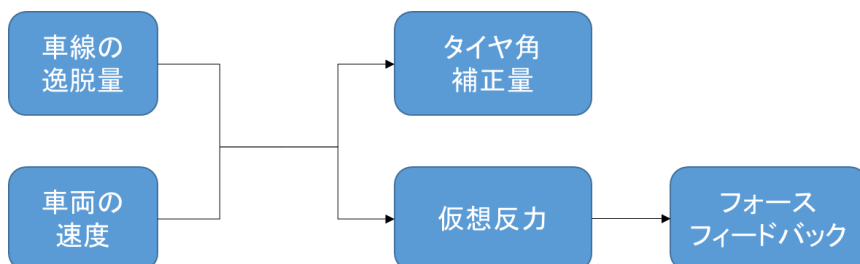 車線の
逸脱量
タイヤ角
補正量
車両の
速度
仮想反力
フォース
フィードバック